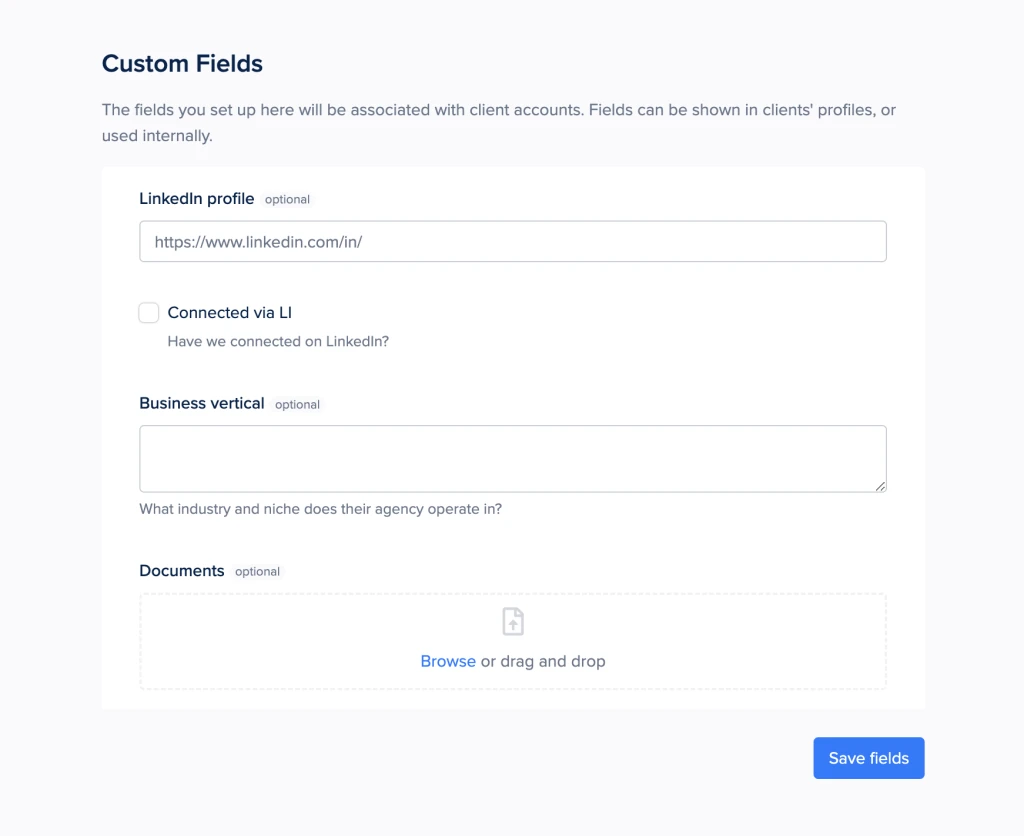 Custom Fields
The fields you set up here will be associated with client accounts. Fields can be shown in clients' profiles, or
used internally.
LinkedIn profile optional
https://www.linkedin.com/in/
Connected via LI
Have we connected on LinkedIn?
Business vertical optional
What industry and niche does their agency operate in?
Documents optional
Browse or drag and drop
Save fields